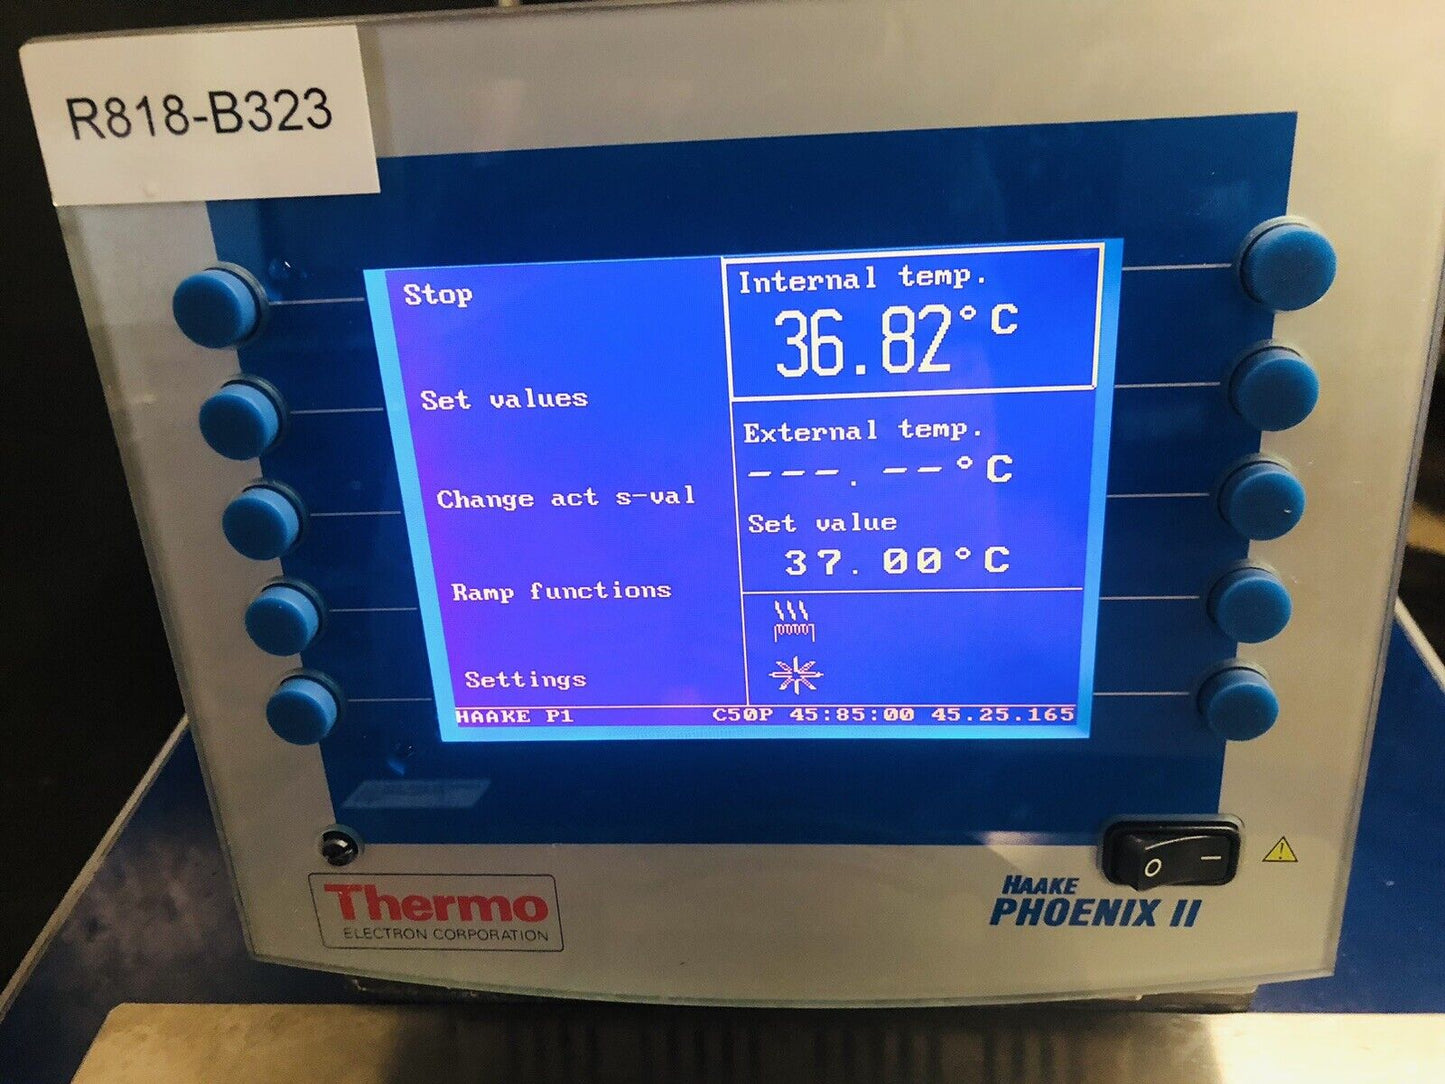 R818-B323
Stop
Set values
Change act s-val
Ramp functions
Settings
Internal temp.
36.82°C
External temp.
---.--°C
Set value
37.00°C
HAAKE P1 C50P 45:85:00 45.25.165
O —
Thermo
ELECTRON CORPORATION
HAAKE
PHOENIX II